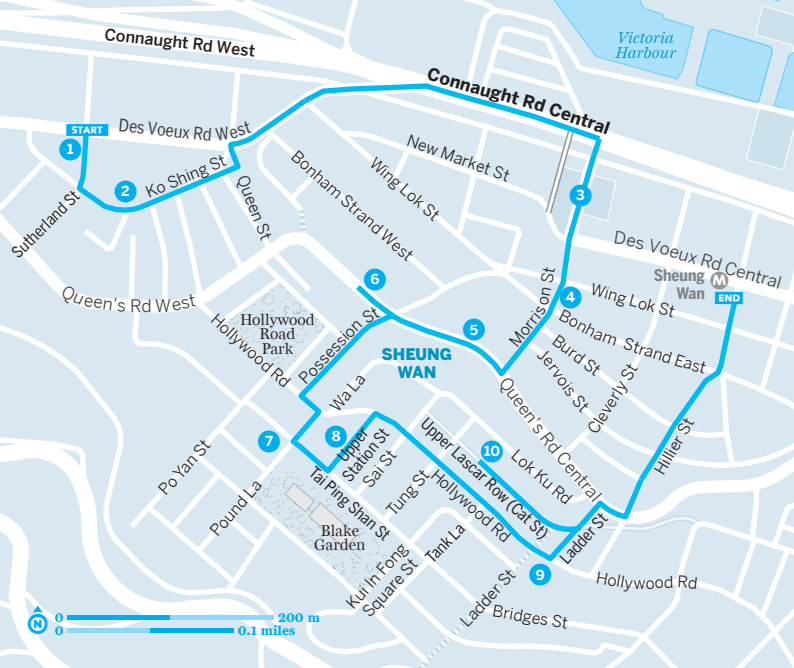 Connaught Rd West
Victoria
Harbour
Connaught Rd Central
START
Des Voeux Rd West
1
New Market St
2
Ko Shing St
Wing Lok St
Bonham Strand West
3
Sutherland St
Queen St
Des Voeux Rd Central
Sheung
Wan
M
END
6
4
Wing Lok St
Queen's Rd West
Morrison St
Bonham Strand East
Hollywood
Road
Park
Possession St
5
Burd St
Hollywood Rd
SHEUNG
WAN
Jervois St
Cleverly St
Wa La
Queen's Rd Central
7
8
Upper
Station St
10
Upper Lascar Row (Cat St)
Lok Ku Rd
Hillier St
Po Yan St
Sai St
Tai Ping Shan St
Tung St
Hollywood Rd
Pound La
Blake
Garden
Tank La
Ladder St
Kui In Fong
Square St
9
Ladder St
Hollywood Rd
Bridges St
N
0 200 m
0 0.1 miles